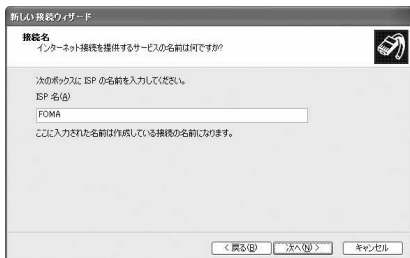 新しい接続ウィザード
接続名
インターネット接続を提供するサービスの名前は何ですか?
次のボックスに ISP の名前を入力してください。
ISP 名(A)
FOMA
ここに入力された名前は作成している接続の名前になります。
< 戻る(B)
次へ(N) >
キャンセル